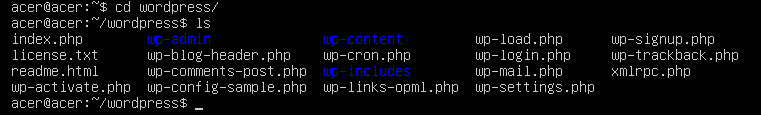 acer@acer:~$ cd wordpress/
acer@acer:~/wordpress$ ls
index.php wp-admin wp-content wp-load.php wp-signup.php
license.txt wp-blog-header.php wp-cron.php wp-login.php wp-trackback.php
readme.html wp-comments-post.php wp-includes wp-mail.php xmlrpc.php
wp-activate.php wp-config-sample.php wp-links-opml.php wp-settings.php
acer@acer:~/wordpress$ _